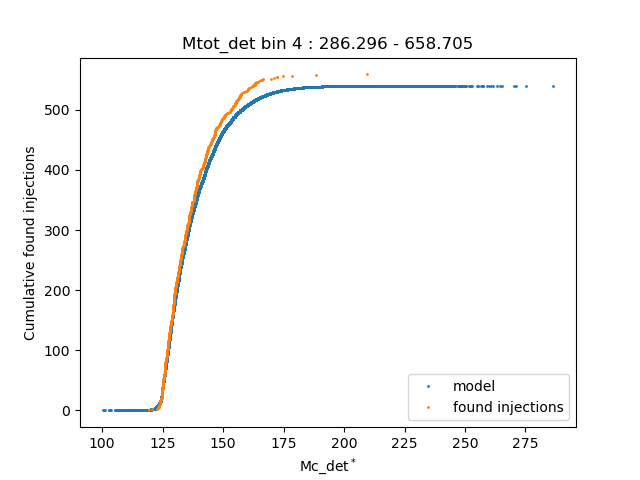 Mtot_det bin 4 : 286.296 - 658.705
Cumulative found injections
500
400
300
200
100
0
100 125 150 175 200 225 250 275
Mc_det*
model
found injections